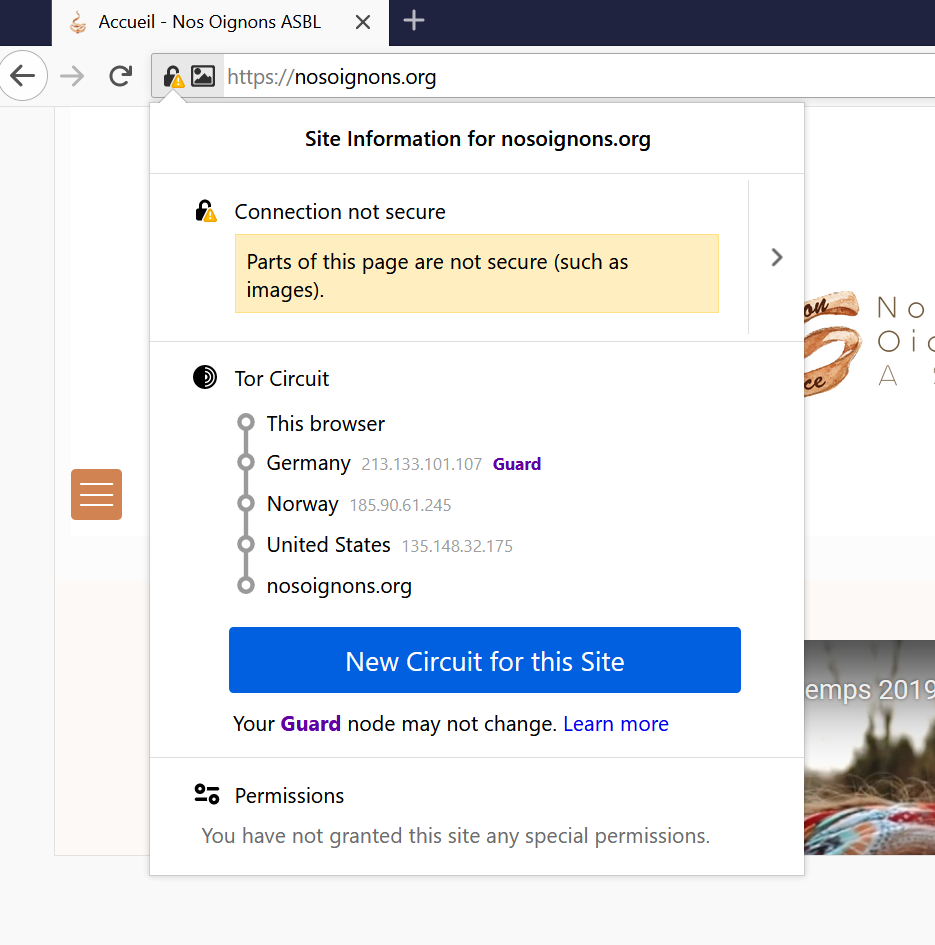 Accueil - Nos Oignons ASBL
https://nosoignons.org
Site Information for nosoignons.org
Connection not secure
Parts of this page are not secure (such as
images).
on
ce
No
Oig
A
Tor Circuit
This browser
Germany 213.133.101.107 Guard
Norway 185.90.61.245
United States 135.148.32.175
nosoignons.org
New Circuit for this Site
emps 2019
Your Guard node may not change. Learn more
Permissions
You have not granted this site any special permissions.